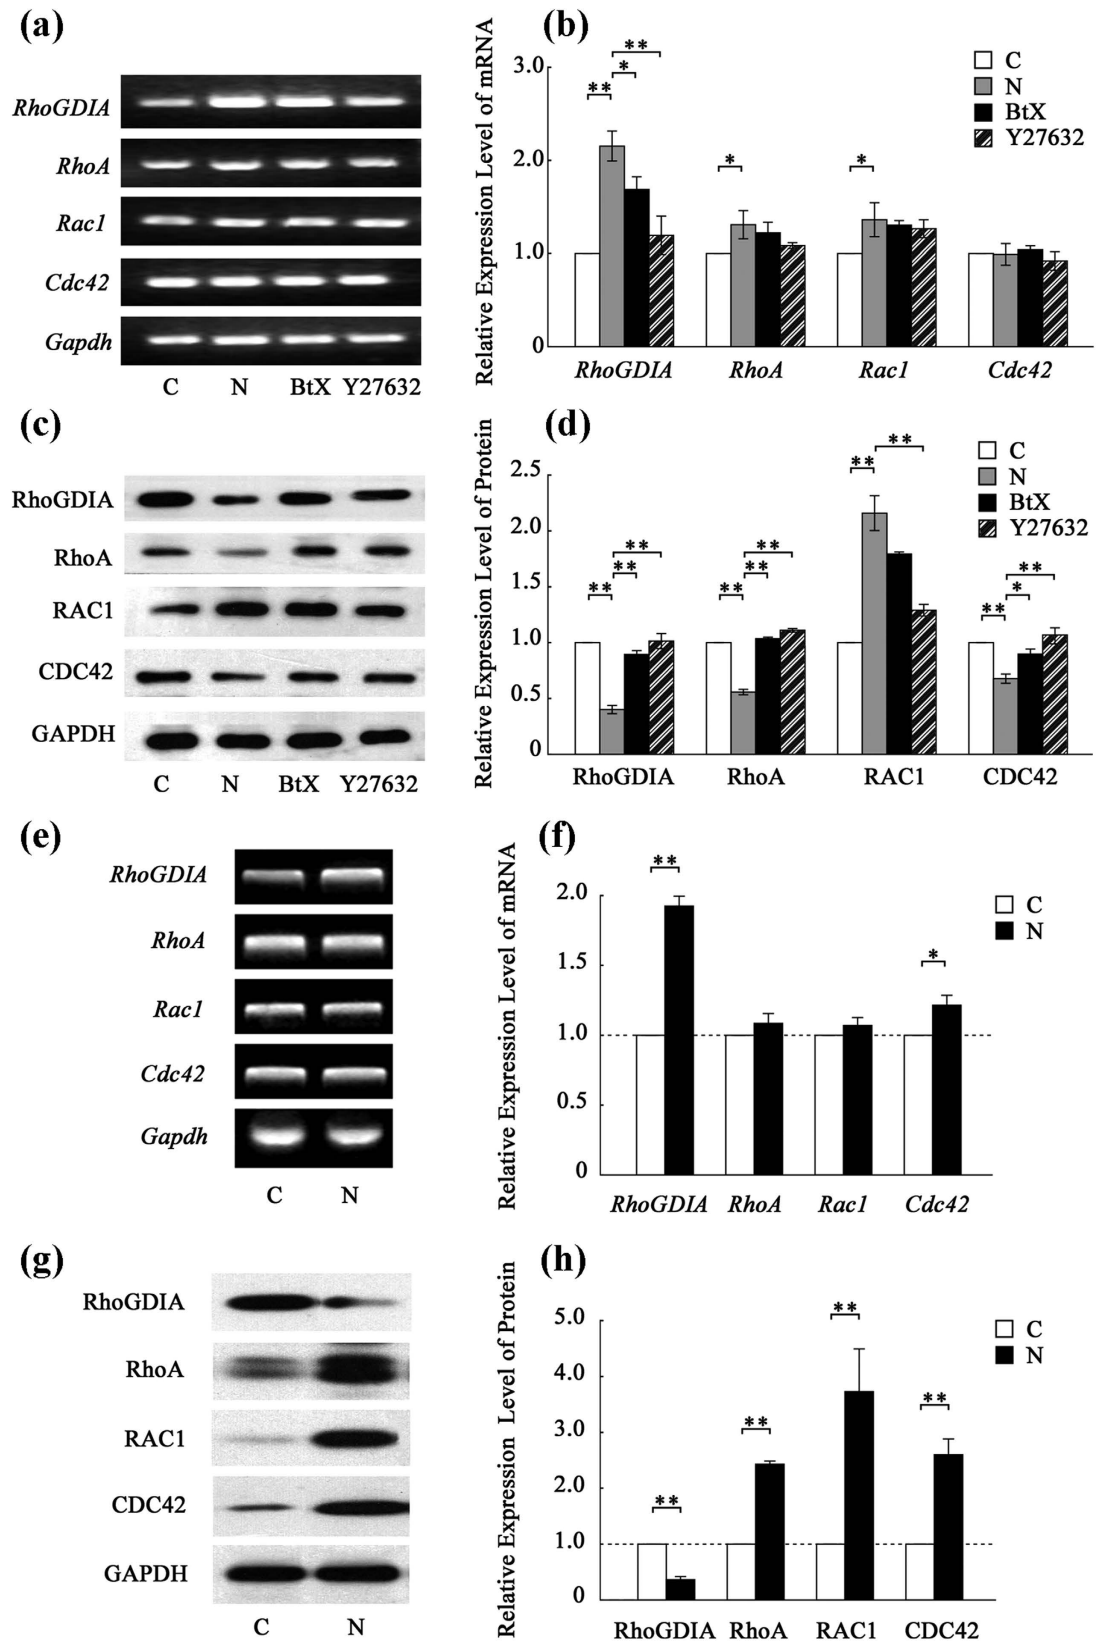 (a)
RhoGDIA
RhoA
Rac1
Cdc42
Gapdh
C N BtX Y27632
(b)
Relative Expression Level of mRNA
3.0
2.0
1.0
0
** * **
*
*
C
N
BtX
Y27632
RhoGDIA RhoA Rac1 Cdc42
(c)
RhoGDIA
RhoA
RAC1
CDC42
GAPDH
C N BtX Y27632
(d)
Relative Expression Level of Protein
2.5
2.0
1.5
1.0
0.5
0
** ** **
** ** **
** **
** * **
C
N
BtX
Y27632
RhoGDIA RhoA RAC1 CDC42
(e)
RhoGDIA
RhoA
Rac1
Cdc42
Gapdh
C N
(f)
Relative Expression Level of mRNA
2.0
1.5
1.0
0.5
0
**
*
C
N
RhoGDIA RhoA Rac1 Cdc42
(g)
RhoGDIA
RhoA
RAC1
CDC42
GAPDH
C N
(h)
Relative Expression Level of Protein
5.0
4.0
3.0
2.0
1.0
0
**
**
**
**
C
N
RhoGDIA RhoA RAC1 CDC42